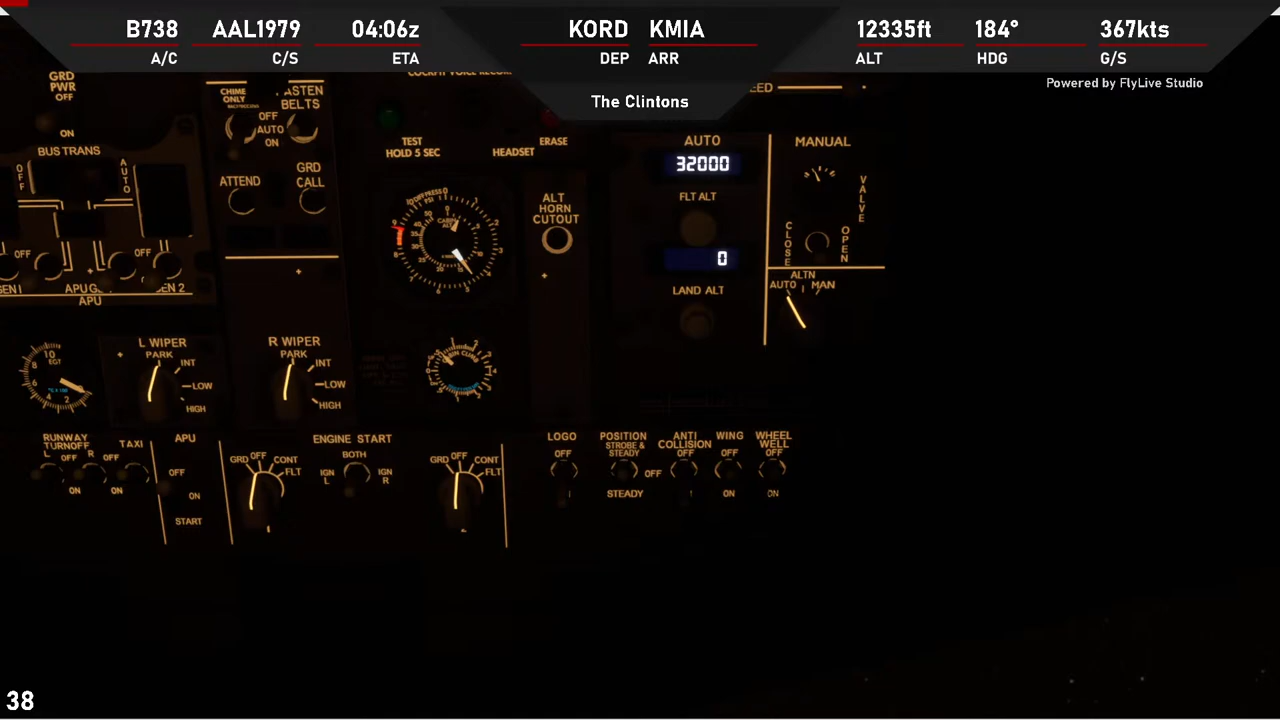 B738 AAL1979 04:06z KORD KMIA 12335ft 184° 367kts
A/C C/S ETA DEP ARR ALT HDG G/S
The Clintons
Powered by FlyLive Studio
GRD
PWR
OFF
ON
BUS TRANS
OFF
AUTO
OFF
OFF
APU
CHIME
ONLY
BELTS
OFF
AUTO
ON
ATTEND
GRD
CALL
TEST
HOLD 5 SEC
HEADSET
ERASE
ALT
HORN
CUTOUT
AUTO
32000
FLT ALT
0
LAND ALT
MANUAL
VALVE
CLOSE
OPEN
ALTN
AUTO MAN
L WIPER
PARK
INT
LOW
HIGH
R WIPER
PARK
INT
LOW
HIGH
RUNWAY
TURNOFF
L OFF R OFF
TAXI
ON ON
APU
OFF
ON
START
ENGINE START
GRD OFF CONT
FLT
BOTH
IGN
L
IGN
R
GRD OFF CONT
FLT
LOGO
OFF
POSITION
STROBE &
STEADY
OFF
STEADY
ANTI
COLLISION
OFF
WING
OFF
ON
WHEEL
WELL
OFF
ON
38